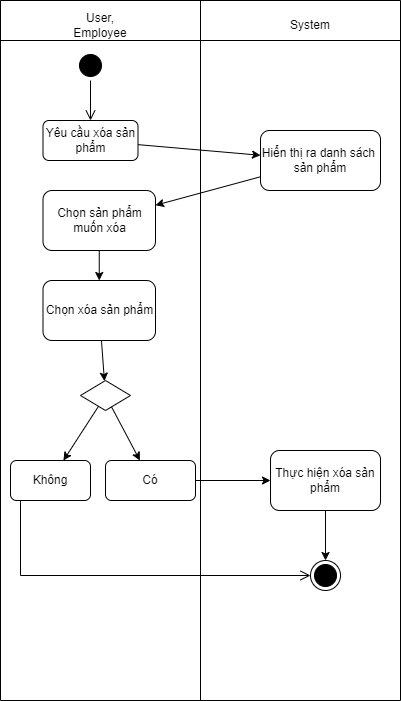 User,
Employee
System
Yêu cầu xóa sản
phẩm
Hiển thị ra danh sách
sản phẩm
Chọn sản phẩm
muốn xóa
Chọn xóa sản phẩm
Không
Có
Thực hiện xóa sản
phẩm